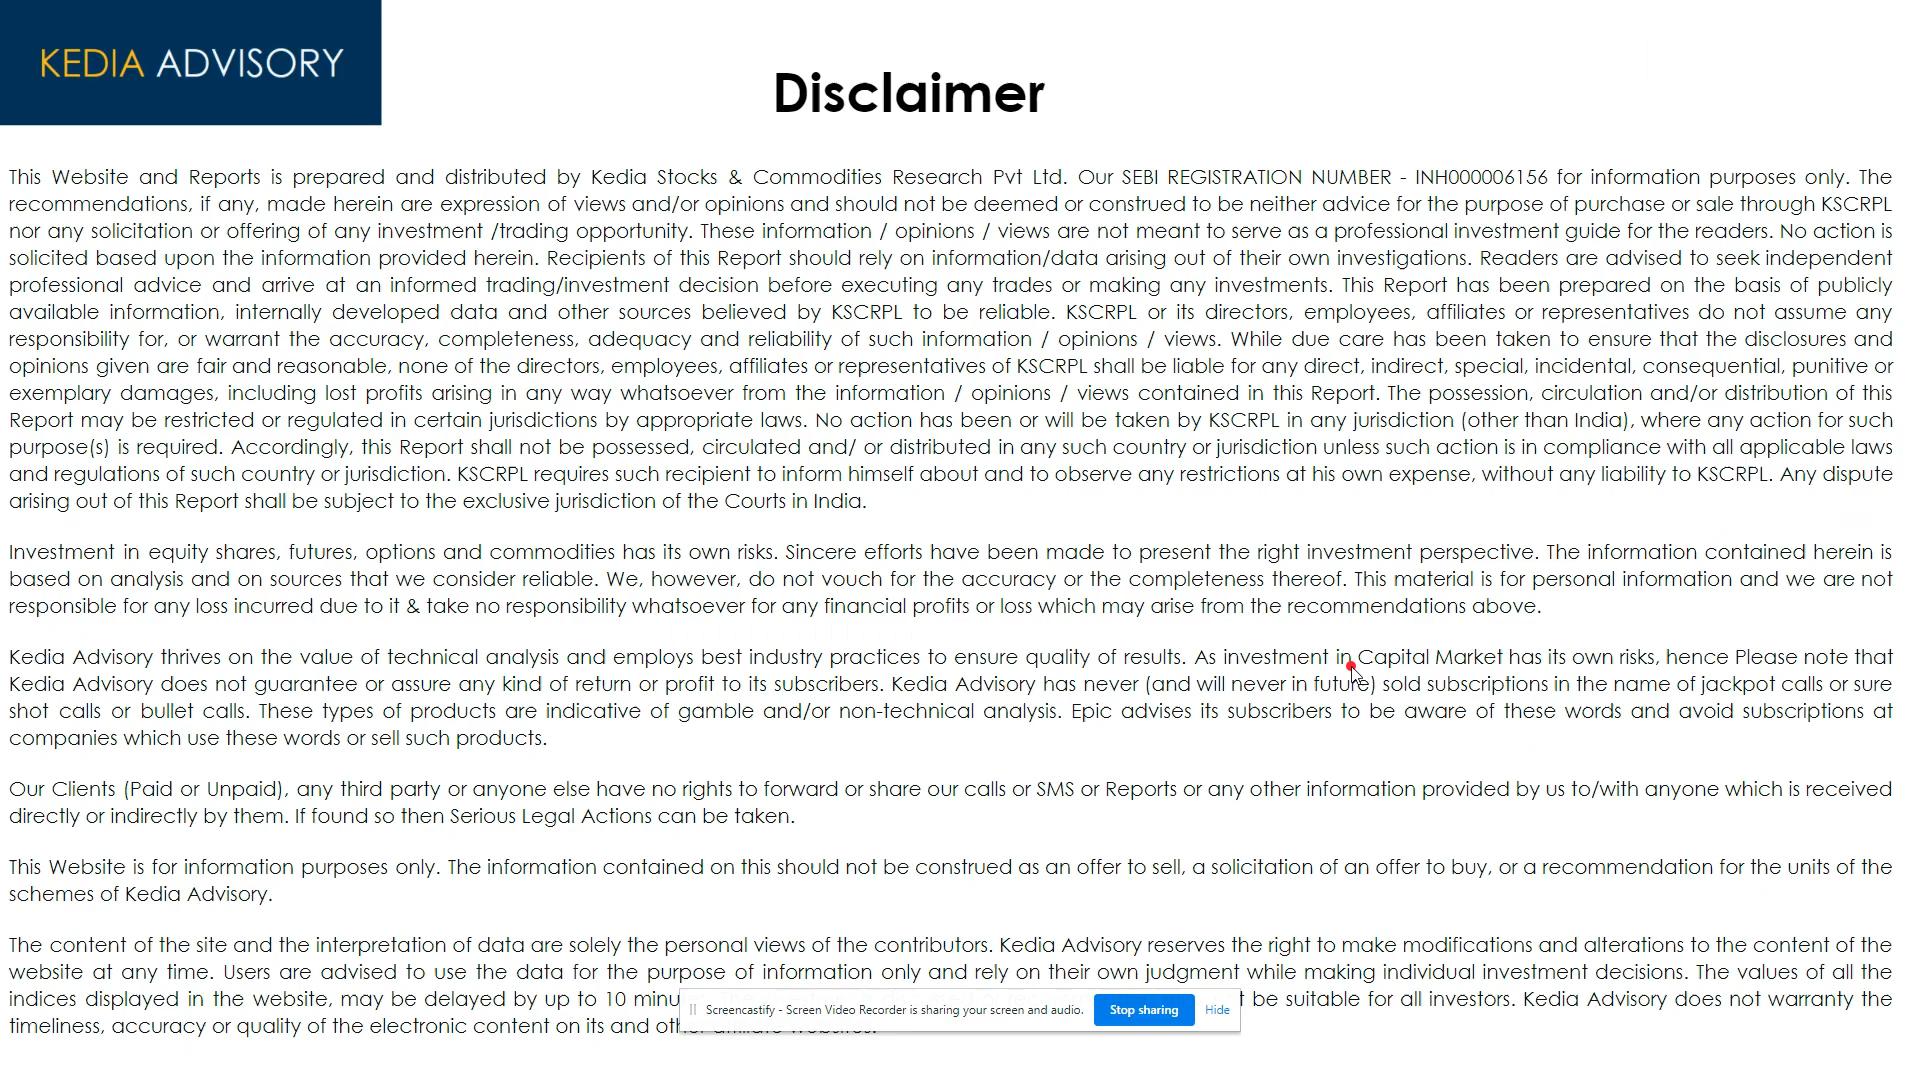 KEDIA ADVISORY
Disclaimer
This Website and Reports is prepared and distributed by Kedia Stocks & Commodities Research Pvt Ltd. Our SEBI REGISTRATION NUMBER - INH000006156 for information purposes only. The
recommendations, if any, made herein are expression of views and/or opinions and should not be deemed or construed to be neither advice for the purpose of purchase or sale through KSCRPL
nor any solicitation or offering of any investment /trading opportunity. These information / opinions / views are not meant to serve as a professional investment guide for the readers. No action is
solicited based upon the information provided herein. Recipients of this Report should rely on information/data arising out of their own investigations. Readers are advised to seek independent
professional advice and arrive at an informed trading/investment decision before executing any trades or making any investments. This Report has been prepared on the basis of publicly
available information, internally developed data and other sources believed by KSCRPL to be reliable. KSCRPL or its directors, employees, affiliates or representatives do not assume any
responsibility for, or warrant the accuracy, completeness, adequacy and reliability of such information / opinions / views. While due care has been taken to ensure that the disclosures and
opinions given are fair and reasonable, none of the directors, employees, affiliates or representatives of KSCRPL shall be liable for any direct, indirect, special, incidental, consequential, punitive or
exemplary damages, including lost profits arising in any way whatsoever from the information / opinions / views contained in this Report. The possession, circulation and/or distribution of this
Report may be restricted or regulated in certain jurisdictions by appropriate laws. No action has been or will be taken by KSCRPL in any jurisdiction (other than India), where any action for such
purpose(s) is required. Accordingly, this Report shall not be possessed, circulated and/ or distributed in any such country or jurisdiction unless such action is in compliance with all applicable laws
and regulations of such country or jurisdiction. KSCRPL requires such recipient to inform himself about and to observe any restrictions at his own expense, without any liability to KSCRPL. Any dispute
arising out of this Report shall be subject to the exclusive jurisdiction of the Courts in India.
Investment in equity shares, futures, options and commodities has its own risks. Sincere efforts have been made to present the right investment perspective. The information contained herein is
based on analysis and on sources that we consider reliable. We, however, do not vouch for the accuracy or the completeness thereof. This material is for personal information and we are not
responsible for any loss incurred due to it & take no responsibility whatsoever for any financial profits or loss which may arise from the recommendations above.
Kedia Advisory thrives on the value of technical analysis and employs best industry practices to ensure quality of results. As investment in Capital Market has its own risks, hence Please note that
Kedia Advisory does not guarantee or assure any kind of return or profit to its subscribers. Kedia Advisory has never (and will never in future) sold subscriptions in the name of jackpot calls or sure
shot calls or bullet calls. These types of products are indicative of gamble and/or non-technical analysis. Epic advises its subscribers to be aware of these words and avoid subscriptions at
companies which use these words or sell such products.
Our Clients (Paid or Unpaid), any third party or anyone else have no rights to forward or share our calls or SMS or Reports or any other information provided by us to/with anyone which is received
directly or indirectly by them. If found so then Serious Legal Actions can be taken.
This Website is for information purposes only. The information contained on this should not be construed as an offer to sell, a solicitation of an offer to buy, or a recommendation for the units of the
schemes of Kedia Advisory.
The content of the site and the interpretation of data are solely the personal views of the contributors. Kedia Advisory reserves the right to make modifications and alterations to the content of the
website at any time. Users are advised to use the data for the purpose of information only and rely on their own judgment while making individual investment decisions. The values of all the
indices displayed in the website, may be delayed by up to 10 be suitable for all investors. Kedia Advisory does not warranty the
timeliness, accuracy or quality of the electronic content on its and
Screencastify - Screen Video Recorder is sharing your screen and audio. Stop sharing Hide